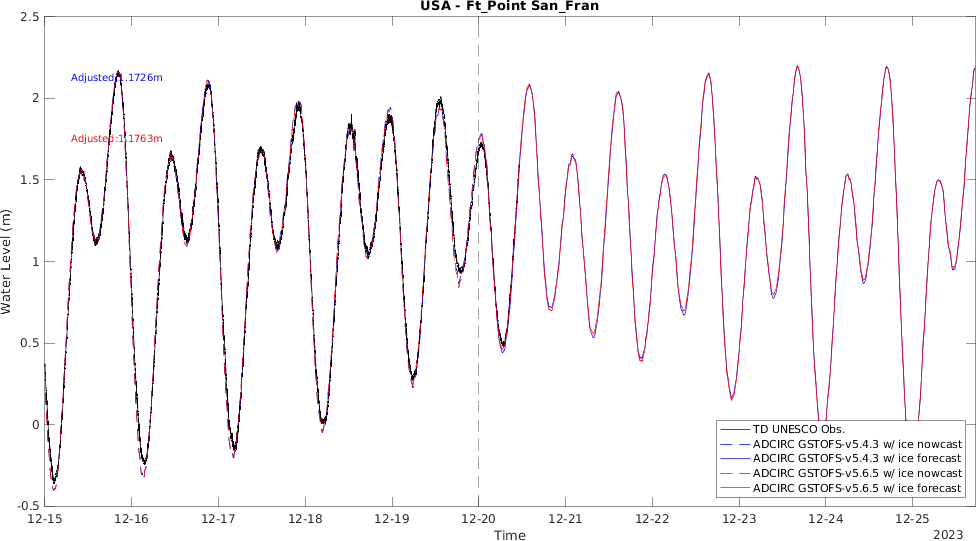 USA - Ft_Point San_Fran
2.5
2
1.5
1
0.5
0
-0.5
Water Level (m)
Adjusted:1.1726m
Adjusted:1.1763m
TD UNESCO Obs.
ADCIRC GSTOFS-v5.4.3 w/ ice nowcast
ADCIRC GSTOFS-v5.4.3 w/ ice forecast
ADCIRC GSTOFS-v5.6.5 w/ ice nowcast
ADCIRC GSTOFS-v5.6.5 w/ ice forecast
12-15 12-16 12-17 12-18 12-19 12-20 12-21 12-22 12-23 12-24 12-25
Time
2023